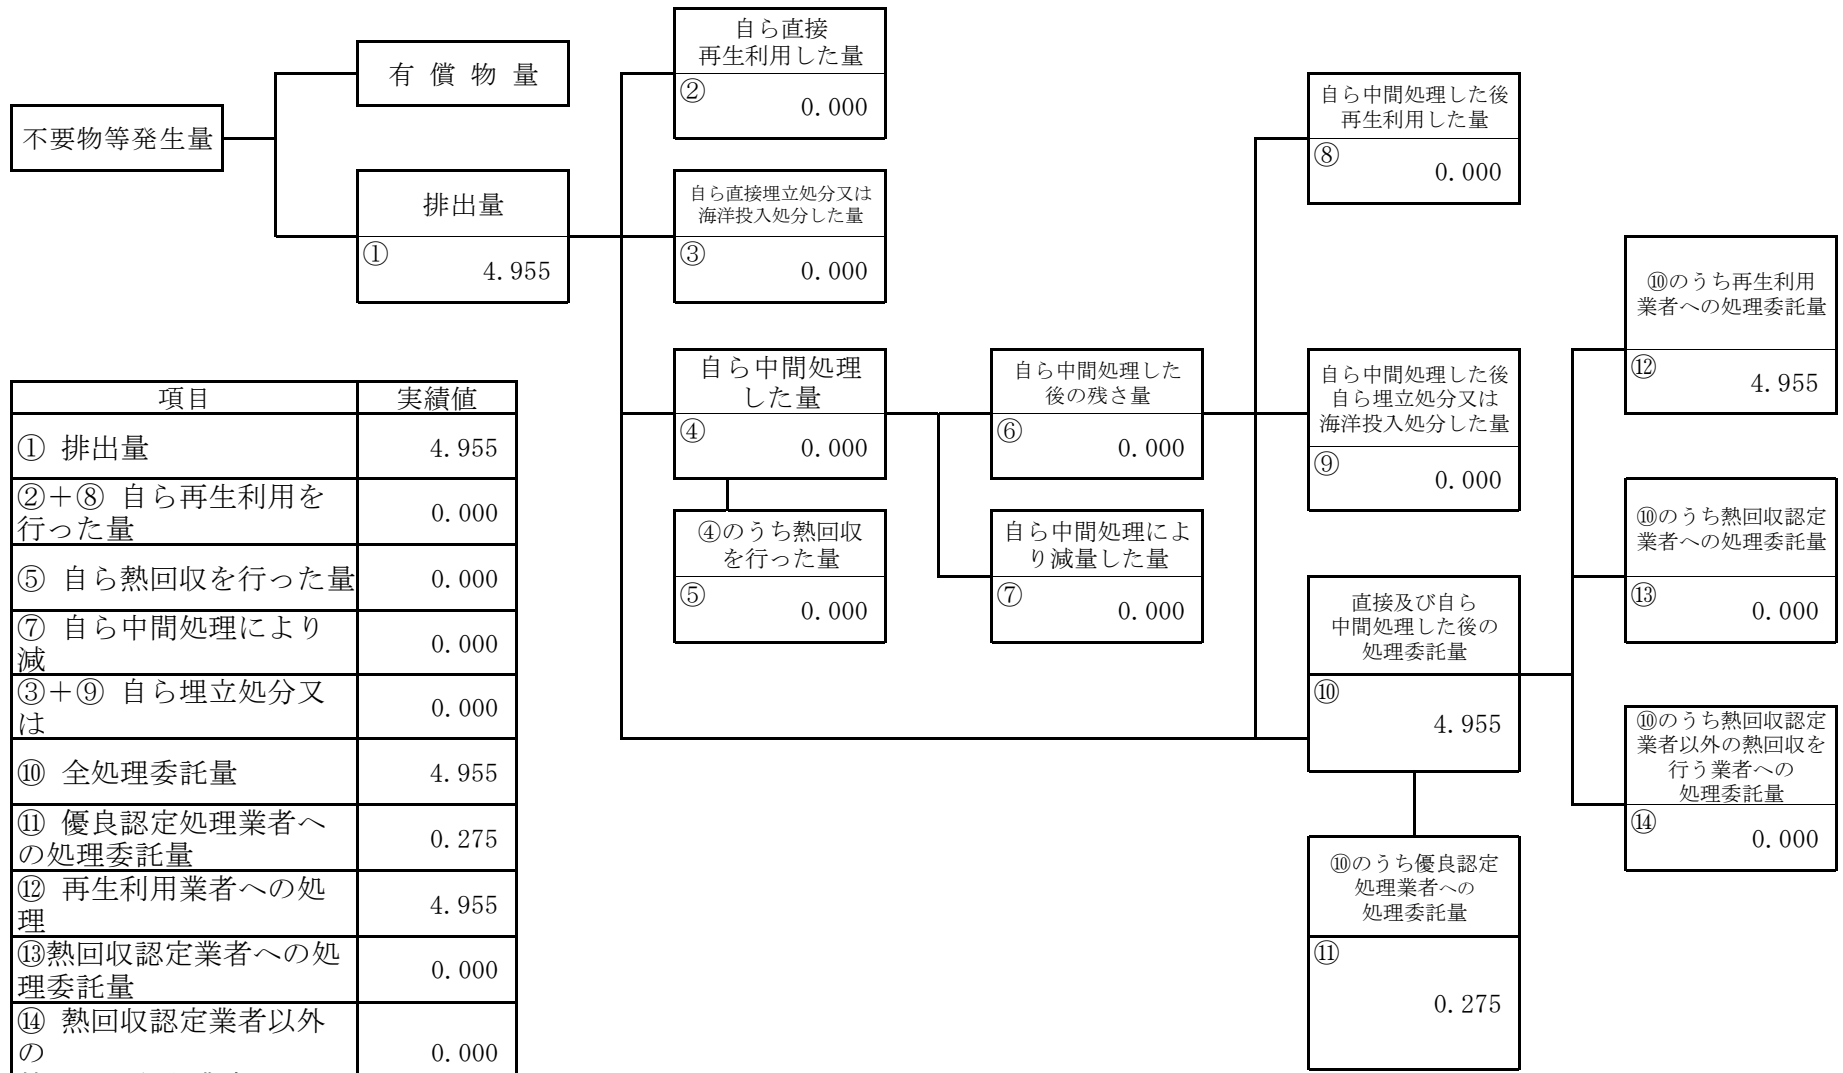 不要物等発生量
有 償 物 量
排出量
①
4.955
自ら直接
再生利用した量
②
0.000
自ら直接埋立処分又は
海洋投入処分した量
③
0.000
自ら中間処理
した量
④
0.000
④のうち熱回収
を行った量
⑤
0.000
自ら中間処理した
後の残さ量
⑥
0.000
自ら中間処理によ
り減量した量
⑦
0.000
自ら中間処理した後
再生利用した量
⑧
0.000
自ら中間処理した後
自ら埋立処分又は
海洋投入処分した量
⑨
0.000
直接及び自ら
中間処理した後の
処理委託量
⑩
4.955
⑩のうち優良認定
処理業者への
処理委託量
⑪
0.275
⑩のうち再生利用
業者への処理委託量
⑫
4.955
⑩のうち熱回収認定
業者への処理委託量
⑬
0.000
⑩のうち熱回収認定
業者以外の熱回収を
行う業者への
処理委託量
⑭
0.000
項目 実績値
① 排出量 4.955
②＋⑧ 自ら再生利用を
行った量 0.000
⑤ 自ら熱回収を行った量 0.000
⑦ 自ら中間処理により
減 0.000
③＋⑨ 自ら埋立処分又
は 0.000
⑩ 全処理委託量 4.955
⑪ 優良認定処理業者へ
の処理委託量 0.275
⑫ 再生利用業者への処
理 4.955
⑬熱回収認定業者への処
理委託量 0.000
⑭ 熱回収認定業者以外
の 0.000